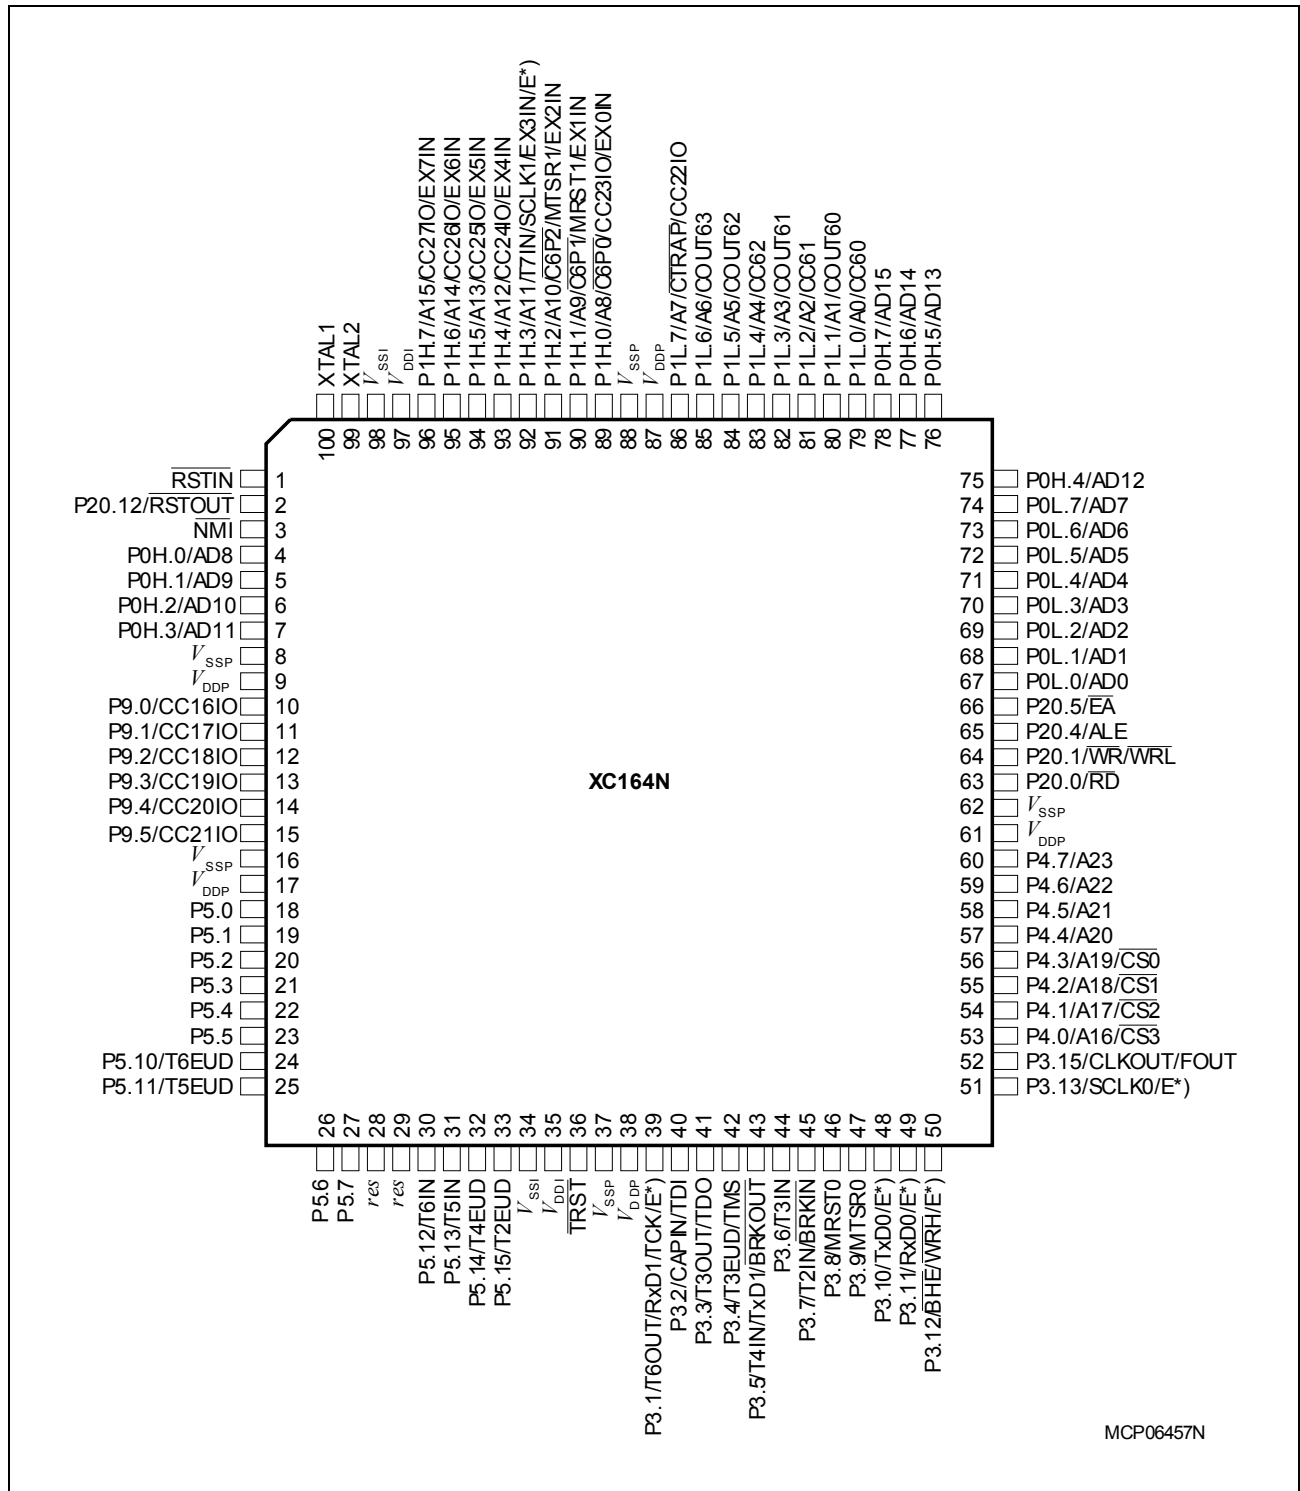 XTAL1
XTAL2
VSSI
VDDI
P1H.7/A15/CC27IO/EX7IN
P1H.6/A14/CC26IO/EX6IN
P1H.5/A13/CC25IO/EX5IN
P1H.4/A12/CC24IO/EX4IN
P1H.3/A11/T7IN/SCLK1/EX3IN/E*)
P1H.2/A10/C6P2/MTSR1/EX2IN
P1H.1/A9/C6P1/MRST1/EX1IN
P1H.0/A8/C6P0/CC23IO/EX0IN
VSSP
VDDP
P1L.7/A7/CTRAP/CC22IO
P1L.6/A6/COUT63
P1L.5/A5/COUT62
P1L.4/A4/CC62
P1L.3/A3/COUT61
P1L.2/A2/CC61
P1L.1/A1/COUT60
P1L.0/A0/CC60
P0H.7/AD15
P0H.6/AD14
P0H.5/AD13
100
99
98
97
96
95
94
93
92
91
90
89
88
87
86
85
84
83
82
81
80
79
78
77
76
RSTIN 1
P20.12/RSTOUT 2
NMI 3
P0H.0/AD8 4
P0H.1/AD9 5
P0H.2/AD10 6
P0H.3/AD11 7
VSSP 8
VDDP 9
P9.0/CC16IO 10
P9.1/CC17IO 11
P9.2/CC18IO 12
P9.3/CC19IO 13
P9.4/CC20IO 14
P9.5/CC21IO 15
VSSP 16
VDDP 17
P5.0 18
P5.1 19
P5.2 20
P5.3 21
P5.4 22
P5.5 23
P5.10/T6EUD 24
P5.11/T5EUD 25
XC164N
75 P0H.4/AD12
74 P0L.7/AD7
73 P0L.6/AD6
72 P0L.5/AD5
71 P0L.4/AD4
70 P0L.3/AD3
69 P0L.2/AD2
68 P0L.1/AD1
67 P0L.0/AD0
66 P20.5/EA
65 P20.4/ALE
64 P20.1/WR/WRL
63 P20.0/RD
62 VSSP
61 VDDP
60 P4.7/A23
59 P4.6/A22
58 P4.5/A21
57 P4.4/A20
56 P4.3/A19/CS0
55 P4.2/A18/CS1
54 P4.1/A17/CS2
53 P4.0/A16/CS3
52 P3.15/CLKOUT/FOUT
51 P3.13/SCLK0/E*)
26
27
28
29
30
31
32
33
34
35
36
37
38
39
40
41
42
43
44
45
46
47
48
49
50
P5.6
P5.7
res
res
P5.12/T6IN
P5.13/T5IN
P5.14/T4EUD
P5.15/T2EUD
VSSI
VDDI
TRST
VSSP
VDDP
P3.1/T6OUT/RxD1/TCK/E*)
P3.2/CAPIN/TDI
P3.3/T3OUT/TDO
P3.4/T3EUD/TMS
P3.5/T4IN/TxD1/BRKOUT
P3.6/T3IN
P3.7/T2IN/BRKIN
P3.8/MRST0
P3.9/MTSR0
P3.10/TxD0/E*)
P3.11/RxD0/E*)
P3.12/BHE/WRH/E*)
MCP06457N